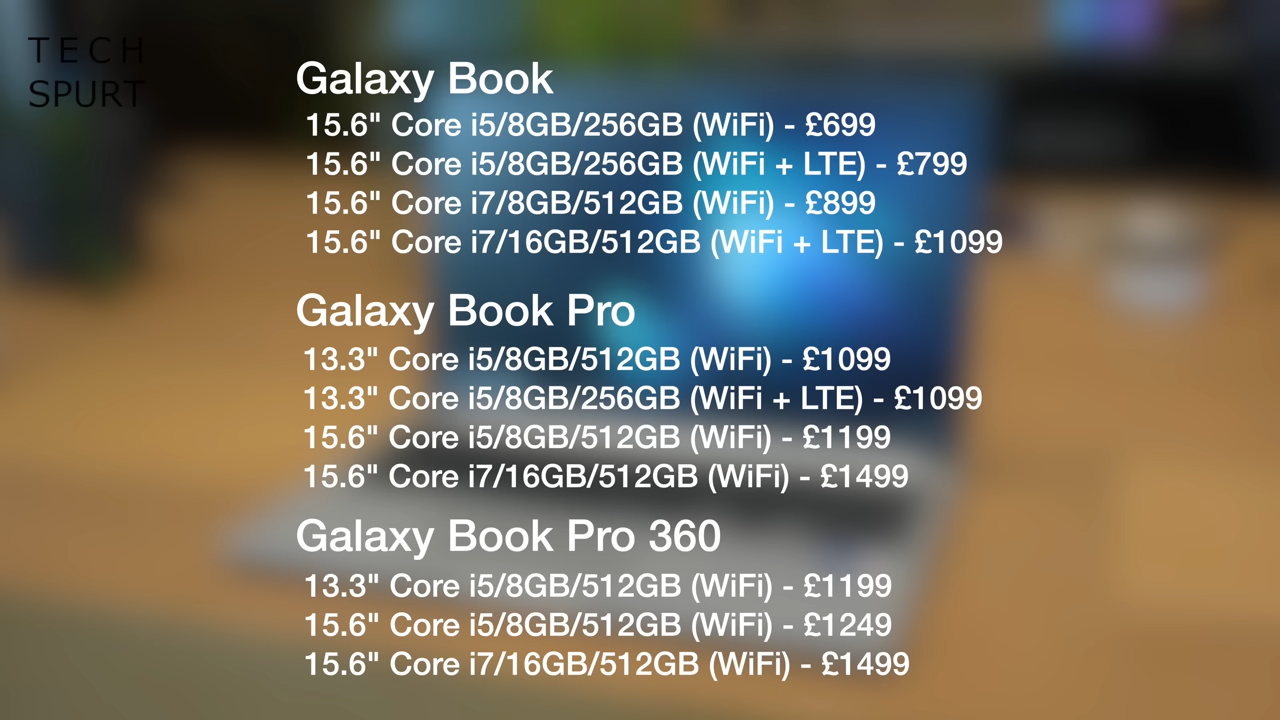 TECH
SPURT
Galaxy Book
15.6" Core i5/8GB/256GB (WiFi) - £699
15.6" Core i5/8GB/256GB (WiFi + LTE) - £799
15.6" Core i7/8GB/512GB (WiFi) - £899
15.6" Core i7/16GB/512GB (WiFi + LTE) - £1099
Galaxy Book Pro
13.3" Core i5/8GB/512GB (WiFi) - £1099
13.3" Core i5/8GB/256GB (WiFi + LTE) - £1099
15.6" Core i5/8GB/512GB (WiFi) - £1199
15.6" Core i7/16GB/512GB (WiFi) - £1499
Galaxy Book Pro 360
13.3" Core i5/8GB/512GB (WiFi) - £1199
15.6" Core i5/8GB/512GB (WiFi) - £1249
15.6" Core i7/16GB/512GB (WiFi) - £1499